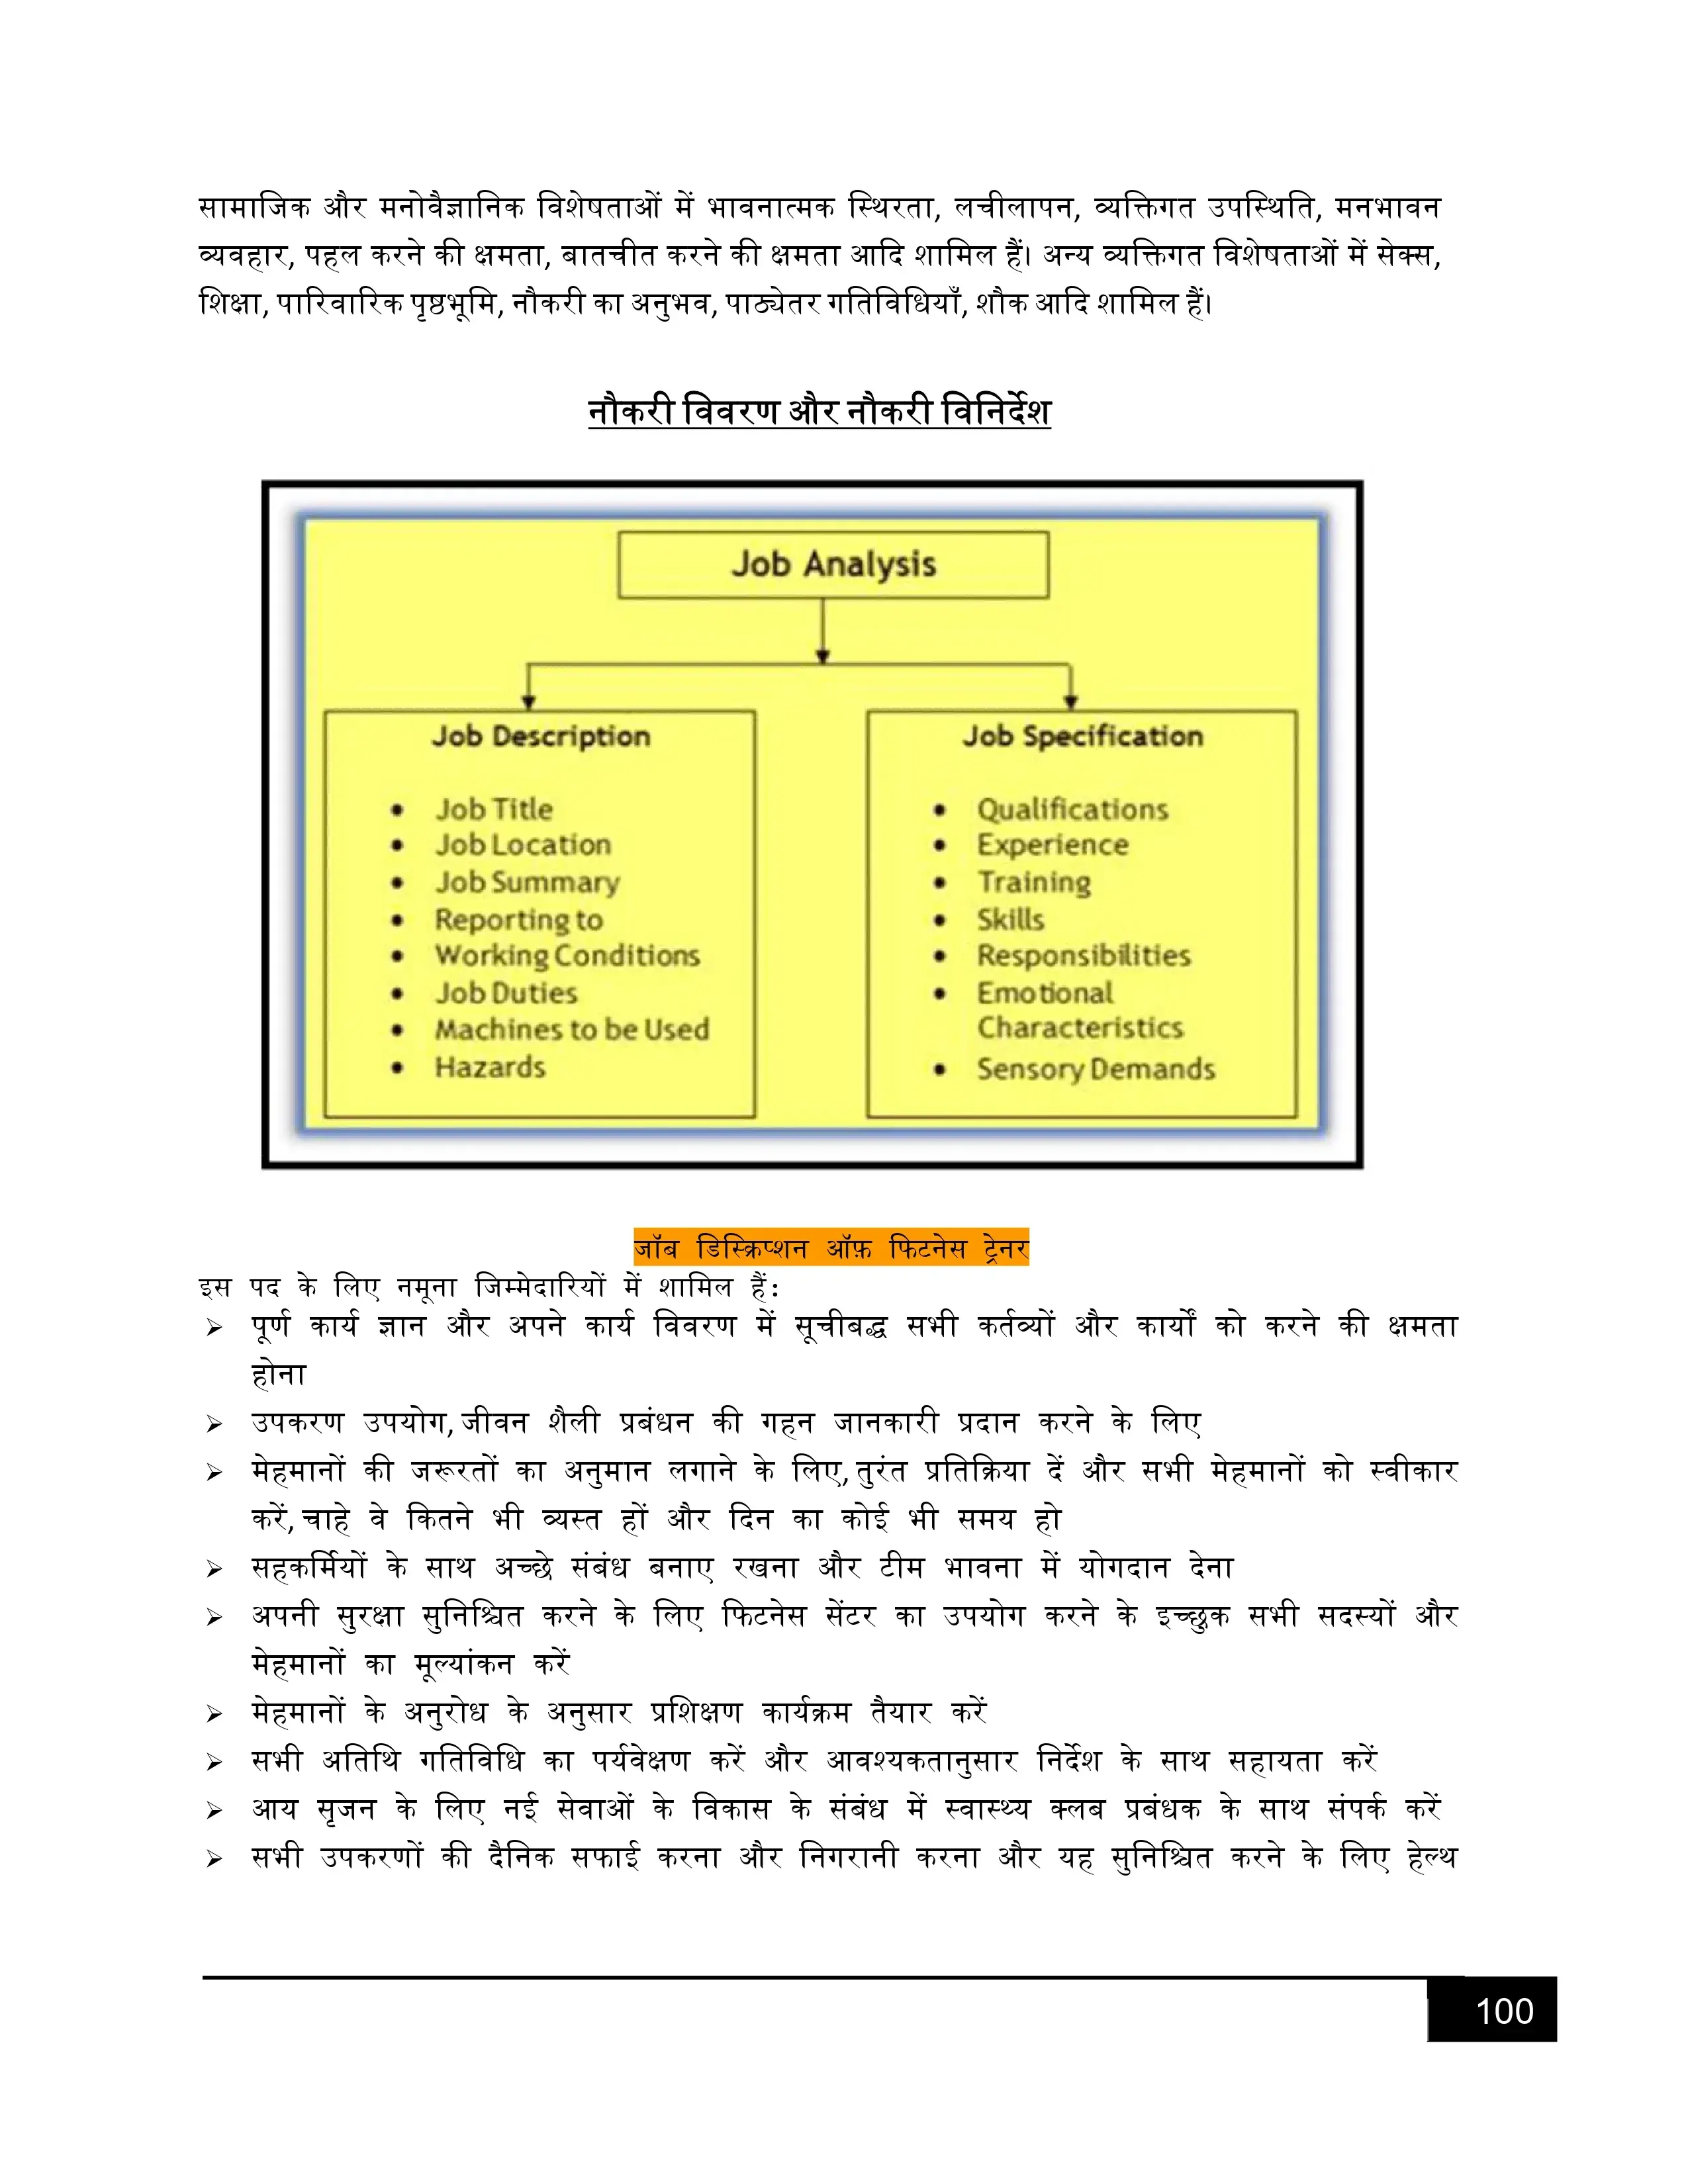 सामाजिक और मनोवैज्ञानिक विशेषताओं में भावनात्मक स्थिरता, लचीलापन, व्यक्तिगत उपस्थिति, मनभावन
व्यवहार, पहल करने की क्षमता, बातचीत करने की क्षमता आदि शामिल हैं। अन्य व्यक्तिगत विशेषताओं में सेक्स,
शिक्षा, पारिवारिक पृष्ठभूमि, नौकरी का अनुभव, पाठ्येतर गतिविधियाँ, शौक आदि शामिल हैं।
नौकरी विवरण और नौकरी विनिर्देश
Job Analysis
Job Description
• Job Title
• Job Location
• Job Summary
• Reporting to
• Working Conditions
• Job Duties
• Machines to be Used
• Hazards
Job Specification
• Qualifications
• Experience
• Training
• Skills
• Responsibilities
• Emotional
Characteristics
• Sensory Demands
जॉब डिस्क्रिप्शन ऑफ़ फिटनेस ट्रेनर
इस पद के लिए नमूना जिम्मेदारियों में शामिल हैं:
➢ पूर्ण कार्य ज्ञान और अपने कार्य विवरण में सूचीबद्ध सभी कर्तव्यों और कार्यों को करने की क्षमता
होना
➢ उपकरण उपयोग, जीवन शैली प्रबंधन की गहन जानकारी प्रदान करने के लिए
➢ मेहमानों की जरूरतों का अनुमान लगाने के लिए, तुरंत प्रतिक्रिया दें और सभी मेहमानों को स्वीकार
करें, चाहे वे कितने भी व्यस्त हों और दिन का कोई भी समय हो
➢ सहकर्मियों के साथ अच्छे संबंध बनाए रखना और टीम भावना में योगदान देना
➢ अपनी सुरक्षा सुनिश्चित करने के लिए फिटनेस सेंटर का उपयोग करने के इच्छुक सभी सदस्यों और
मेहमानों का मूल्यांकन करें
➢ मेहमानों के अनुरोध के अनुसार प्रशिक्षण कार्यक्रम तैयार करें
➢ सभी अतिथि गतिविधि का पर्यवेक्षण करें और आवश्यकतानुसार निर्देश के साथ सहायता करें
➢ आय सृजन के लिए नई सेवाओं के विकास के संबंध में स्वास्थ्य क्लब प्रबंधक के साथ संपर्क करें
➢ सभी उपकरणों की दैनिक सफाई करना और निगरानी करना और यह सुनिश्चित करने के लिए हेल्थ
100